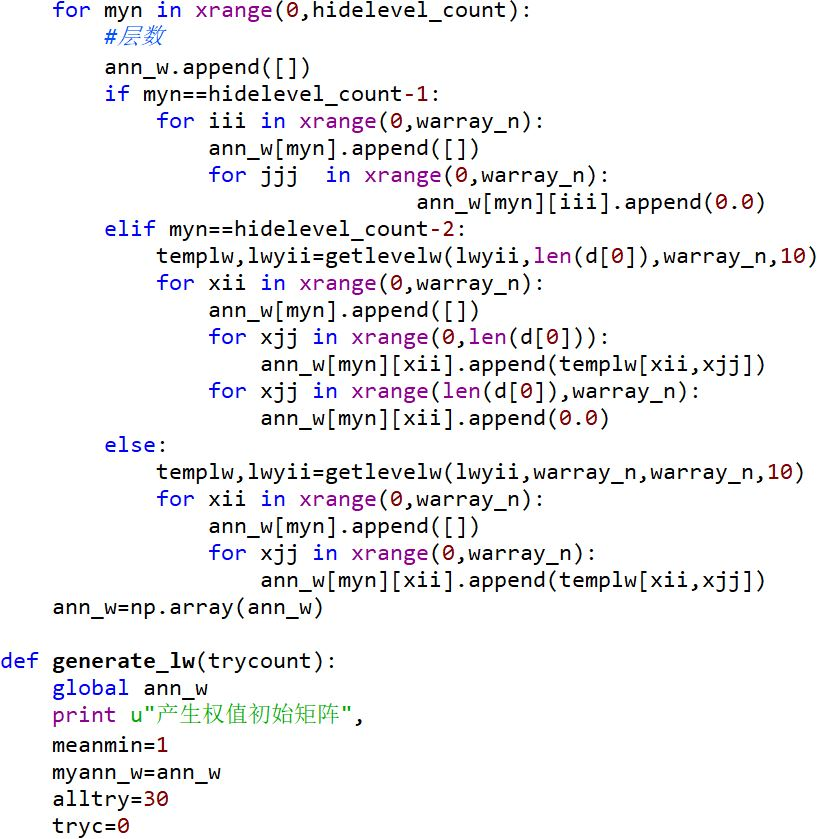 for myn in xrange(0,hidelevel_count):
        #层数
        ann_w.append([])
        if myn==hidelevel_count-1:
            for iii in xrange(0,warray_n):
                ann_w[myn].append([])
                for jjj  in xrange(0,warray_n):
                                ann_w[myn][iii].append(0.0)
        elif myn==hidelevel_count-2:
            templw,lwyii=getlevelw(lwyii,len(d[0]),warray_n,10)
            for xii in xrange(0,warray_n):
                ann_w[myn].append([])
                for xjj in xrange(0,len(d[0])):
                    ann_w[myn][xii].append(templw[xii,xjj])
                for xjj in xrange(len(d[0]),warray_n):
                    ann_w[myn][xii].append(0.0)
        else:
            templw,lwyii=getlevelw(lwyii,warray_n,warray_n,10)
            for xii in xrange(0,warray_n):
                ann_w[myn].append([])
                for xjj in xrange(0,warray_n):
                    ann_w[myn][xii].append(templw[xii,xjj])
    ann_w=np.array(ann_w)

def generate_lw(trycount):
    global ann_w
    print u"产生权值初始矩阵",
    meanmin=1
    myann_w=ann_w
    alltry=30
    tryc=0